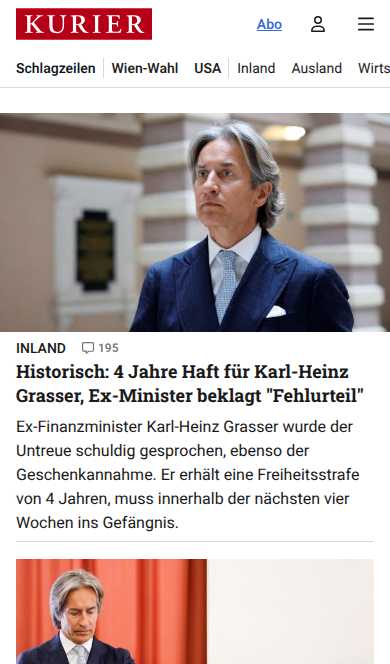 KURIER
Abo
Schlagzeilen Wien-Wahl USA Inland Ausland Wirts
INLAND 195
Historisch: 4 Jahre Haft für Karl-Heinz
Grasser, Ex-Minister beklagt "Fehlurteil"
Ex-Finanzminister Karl-Heinz Grasser wurde der
Untreue schuldig gesprochen, ebenso der
Geschenkannahme. Er erhält eine Freiheitsstrafe
von 4 Jahren, muss innerhalb der nächsten vier
Wochen ins Gefängnis.